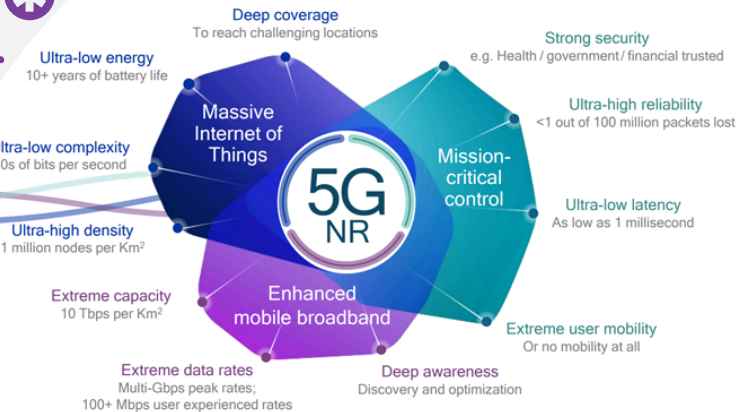 Deep coverage
To reach challenging locations
Ultra-low energy
10+ years of battery life
ltra-low complexity
0s of bits per second
Ultra-high density
1 million nodes per Km²
Massive
Internet of
Things
Strong security
e.g. Health / government / financial trusted
Ultra-high reliability
<1 out of 100 million packets lost
Mission-
critical
control
Ultra-low latency
As low as 1 millisecond
5G
NR
Extreme capacity
10 Tbps per Km²
Enhanced
mobile broadband
Extreme user mobility
Or no mobility at all
Extreme data rates
Multi-Gbps peak rates;
100+ Mbps user experienced rates
Deep awareness
Discovery and optimization